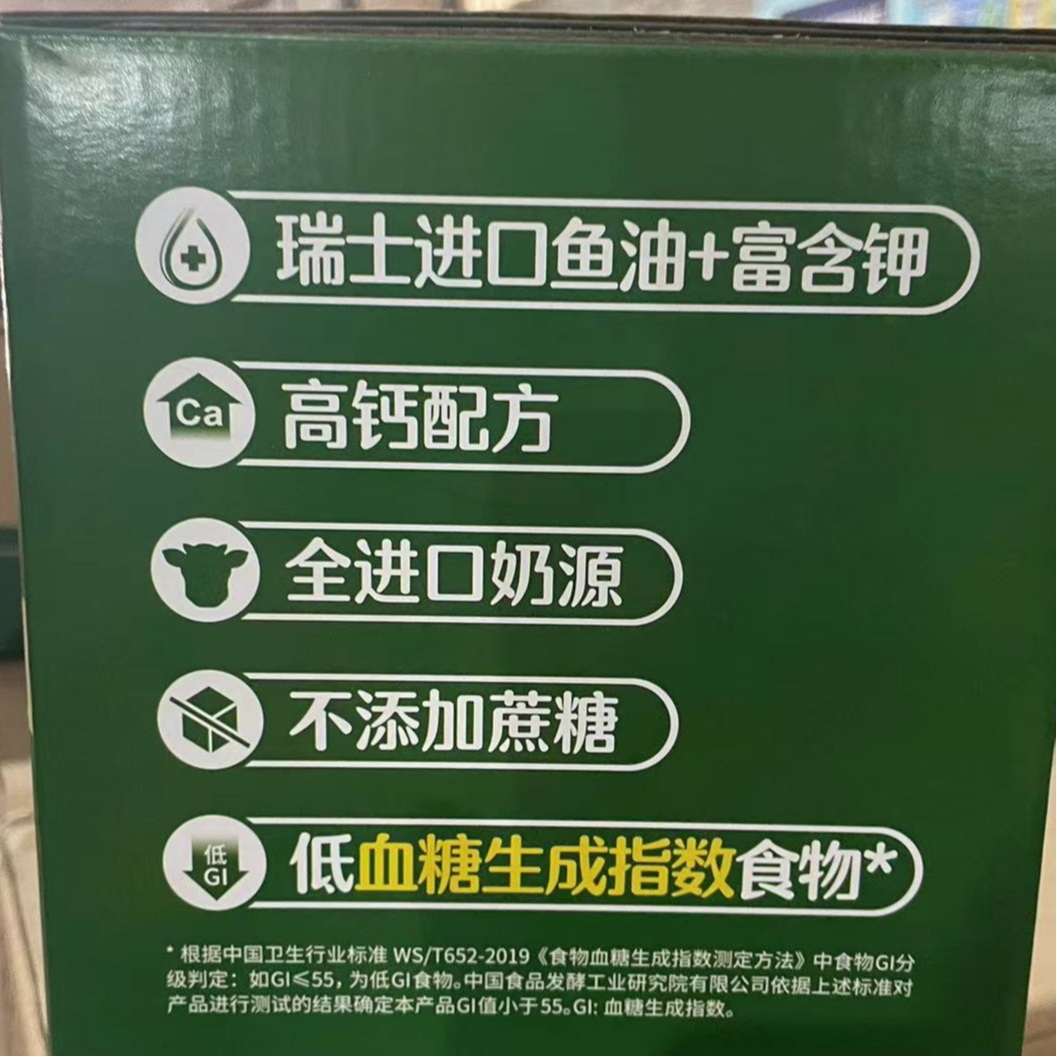 瑞士进口鱼油+富含钾
Ca
高钙配方
全进口奶源
不添加蔗糖
低
GI
低血糖生成指数食物*
* 根据中国卫生行业标准 WS/T652-2019《食物血糖生成指数测定方法》中食物GI分
级判定：如GI≤55，为低GI食物。中国食品发酵工业研究院有限公司依据上述标准对
产品进行测试的结果确定本产品GI值小于55。GI: 血糖生成指数。